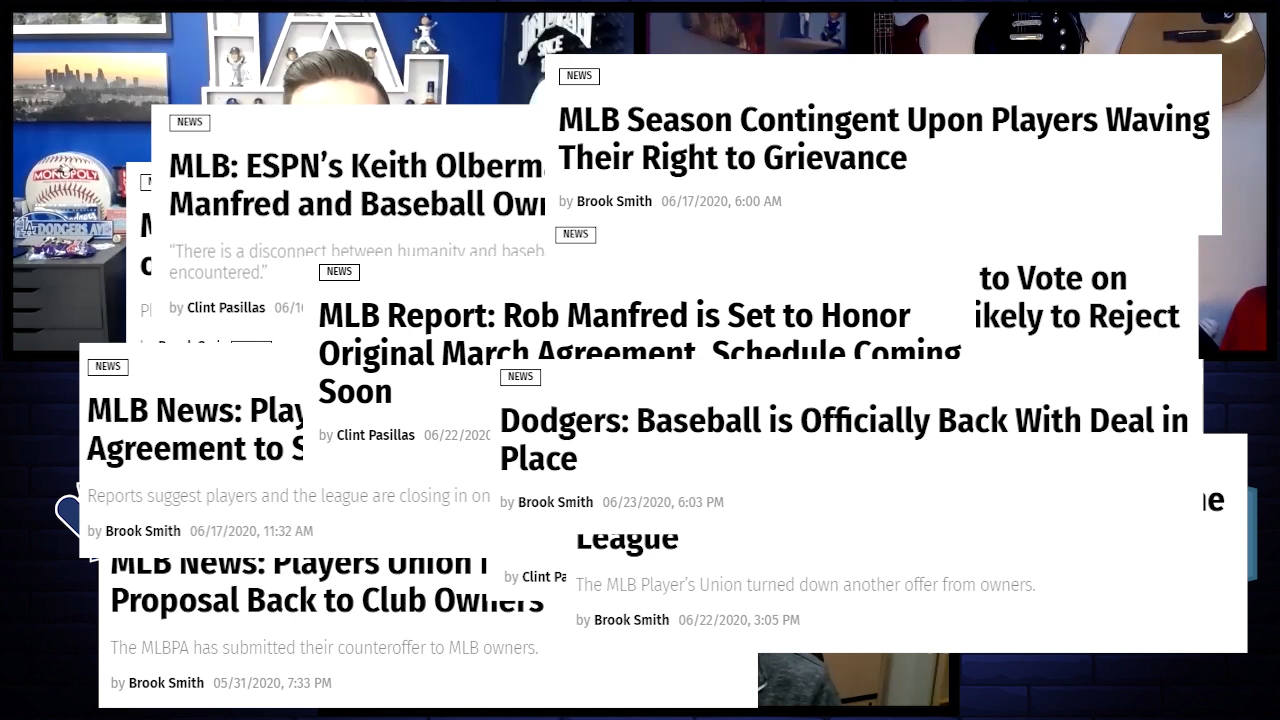 SINCE
MONOPOLY
DODGERS AVE
NEWS
MLB Season Contingent Upon Players Waving
Their Right to Grievance
by Brook Smith 06/17/2020, 6:00 AM
NEWS
MLB: ESPN’s Keith
Manfred and Baseball
“There is a disconnect between humanity and
encountered.”
by Clint Pasillas
NEWS
to Vote on
to Reject
NEWS
MLB Report: Rob Manfred is Set to Honor
Original March Agreement, Schedule Coming
Soon
by Clint Pasillas 06/22/2020
NEWS
MLB News:
Agreement to
Reports suggest players and the league are closing in on
by Brook Smith 06/17/2020, 11:32 AM
NEWS
Dodgers: Baseball is Officially Back With Deal in
Place
by Brook Smith 06/23/2020, 6:03 PM
League
The MLB Player’s Union turned down another offer from owners.
by Brook Smith 06/22/2020, 3:05 PM
by Clint
MLB News: Players Union
Proposal Back to Club Owners
The MLBPA has submitted their counteroffer to MLB owners.
by Brook Smith 05/31/2020, 7:33 PM